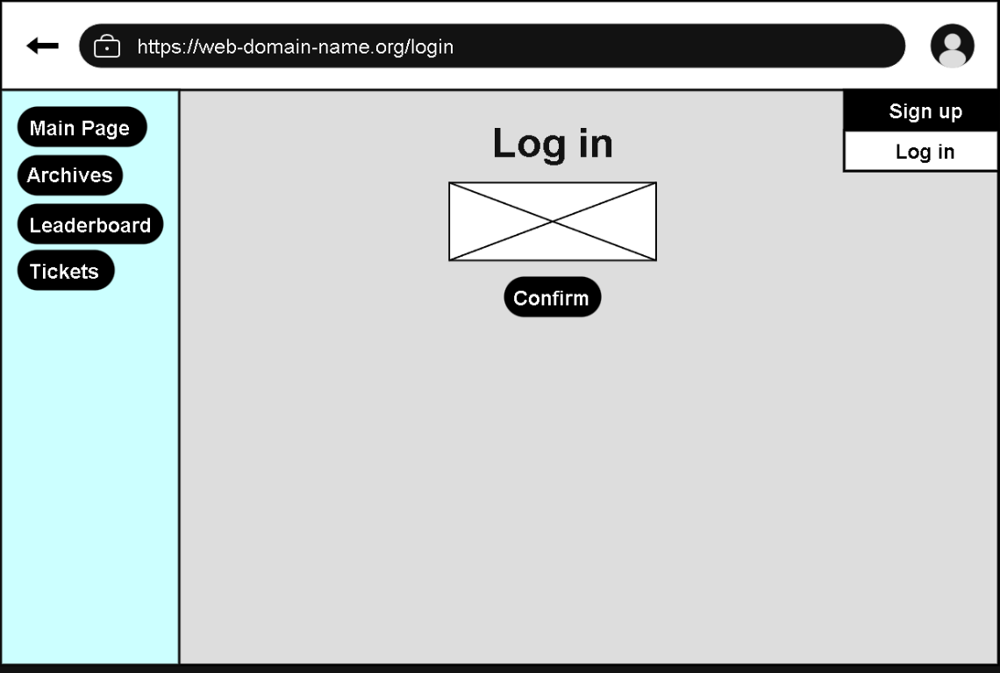 https://web-domain-name.org/login
Main Page
Archives
Leaderboard
Tickets
Log in
Confirm
Sign up
Log in